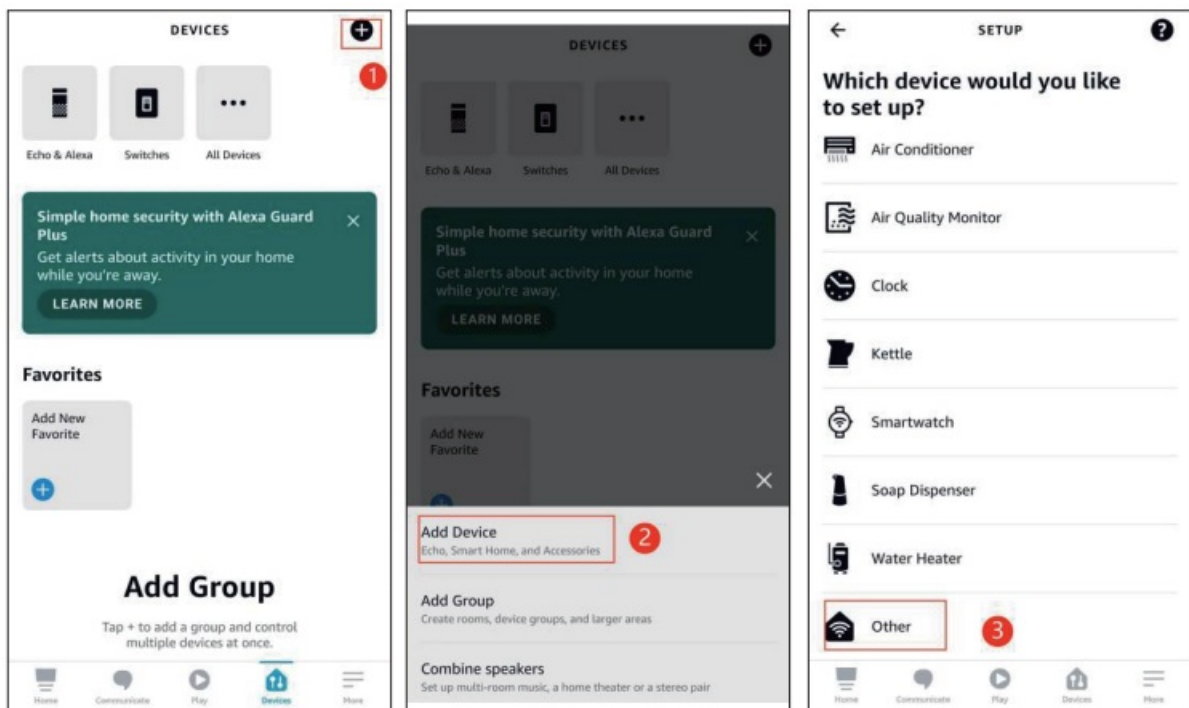 DEVICES
1
Echo & Alexa
Switches
All Devices
Simple home security with Alexa Guard
Plus
Get alerts about activity in your home
while you're away.
LEARN MORE
Favorites
Add New
Favorite
Add Group
Tap + to add a group and control
multiple devices at once.
Home
Communicate
Play
Devices
More
DEVICES
Echo & Alexa
Switches
All Devices
Simple home security with Alexa Guard
Plus
Get alerts about activity in your home
while you're away.
LEARN MORE
Favorites
Add New
Favorite
Add Device
2
Echo, Smart Home, and Accessories
Add Group
Create rooms, device groups, and larger areas
Combine speakers
Set up multi-room music, a home theater or a stereo pair
SETUP
?
Which device would you like
to set up?
Air Conditioner
Air Quality Monitor
Clock
Kettle
Smartwatch
Soap Dispenser
Water Heater
Other
3
Home
Communicate
Play
Devices
More